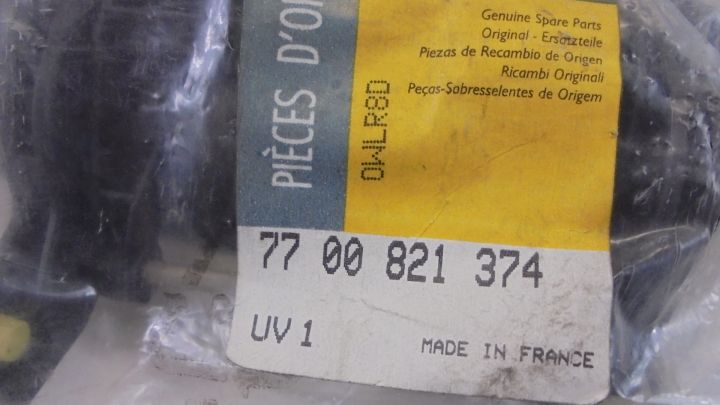 PIÈCES D'OR
Genuine Spare Parts
Original - Ersatzteile
Piezas de Recambio de Origen
Ricambi Originali
Peças-Sobresselentes de Origem
OWLR8D
77 00 821 374
UV 1
MADE IN FRANCE